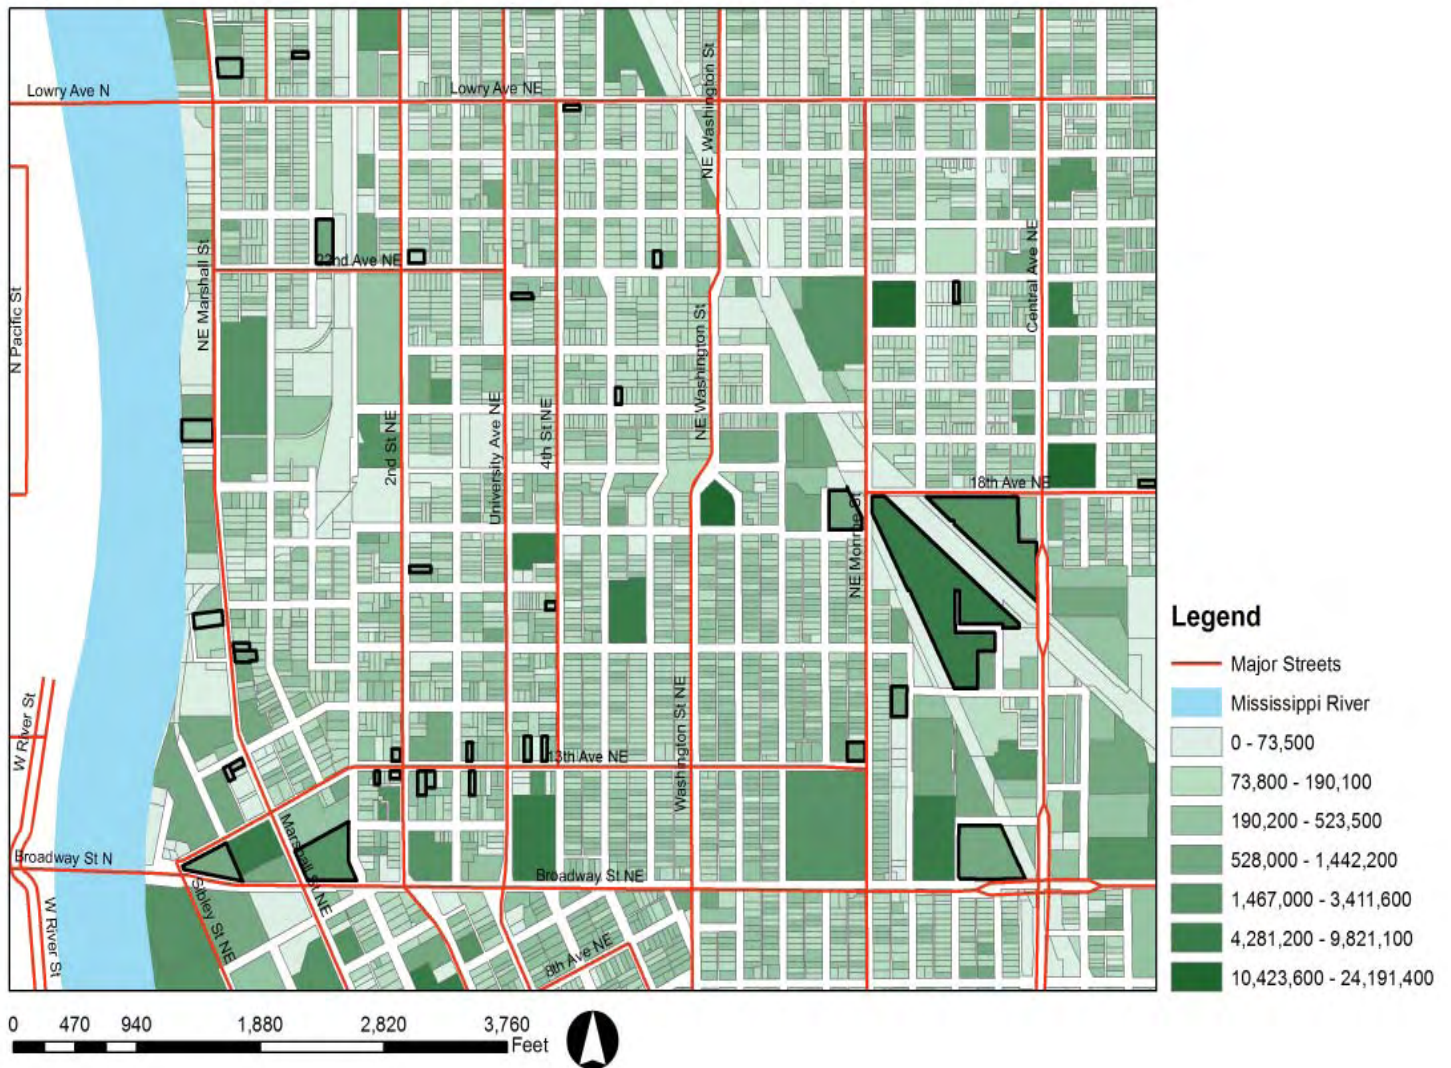 NE Washington St
Lowry Ave N
Lowry Ave NE
NE Marshall St
22nd Ave NE
Central Ave NE
N Pacific St
NE Washington St
2nd St NE
University Ave NE
4th St NE
18th Ave NE
NE Monroe St
W River St
Washington St NE
13th Ave NE
Marshall St NE
Broadway St N
Broadway St NE
Sibley St NE
W River St
8th Ave NE
Legend
Major Streets
Mississippi River
0 - 73,500
73,800 - 190,100
190,200 - 523,500
528,000 - 1,442,200
1,467,000 - 3,411,600
4,281,200 - 9,821,100
10,423,600 - 24,191,400
0 470 940 1,880 2,820 3,760
Feet